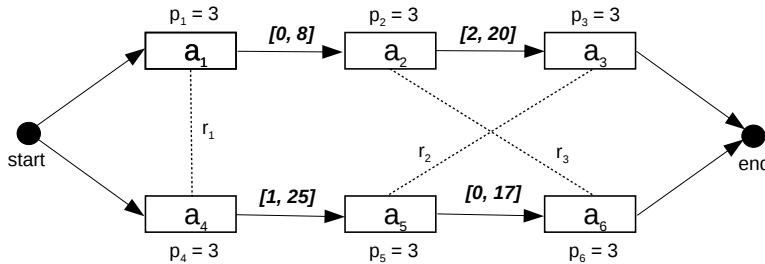 p₁ = 3 p₂ = 3 p₃ = 3
a₁ [0, 8] a₂ [2, 20] a₃
r₁ r₂ r₃
start end
a₄ [1, 25] a₅ [0, 17] a₆
p₄ = 3 p₅ = 3 p₆ = 3